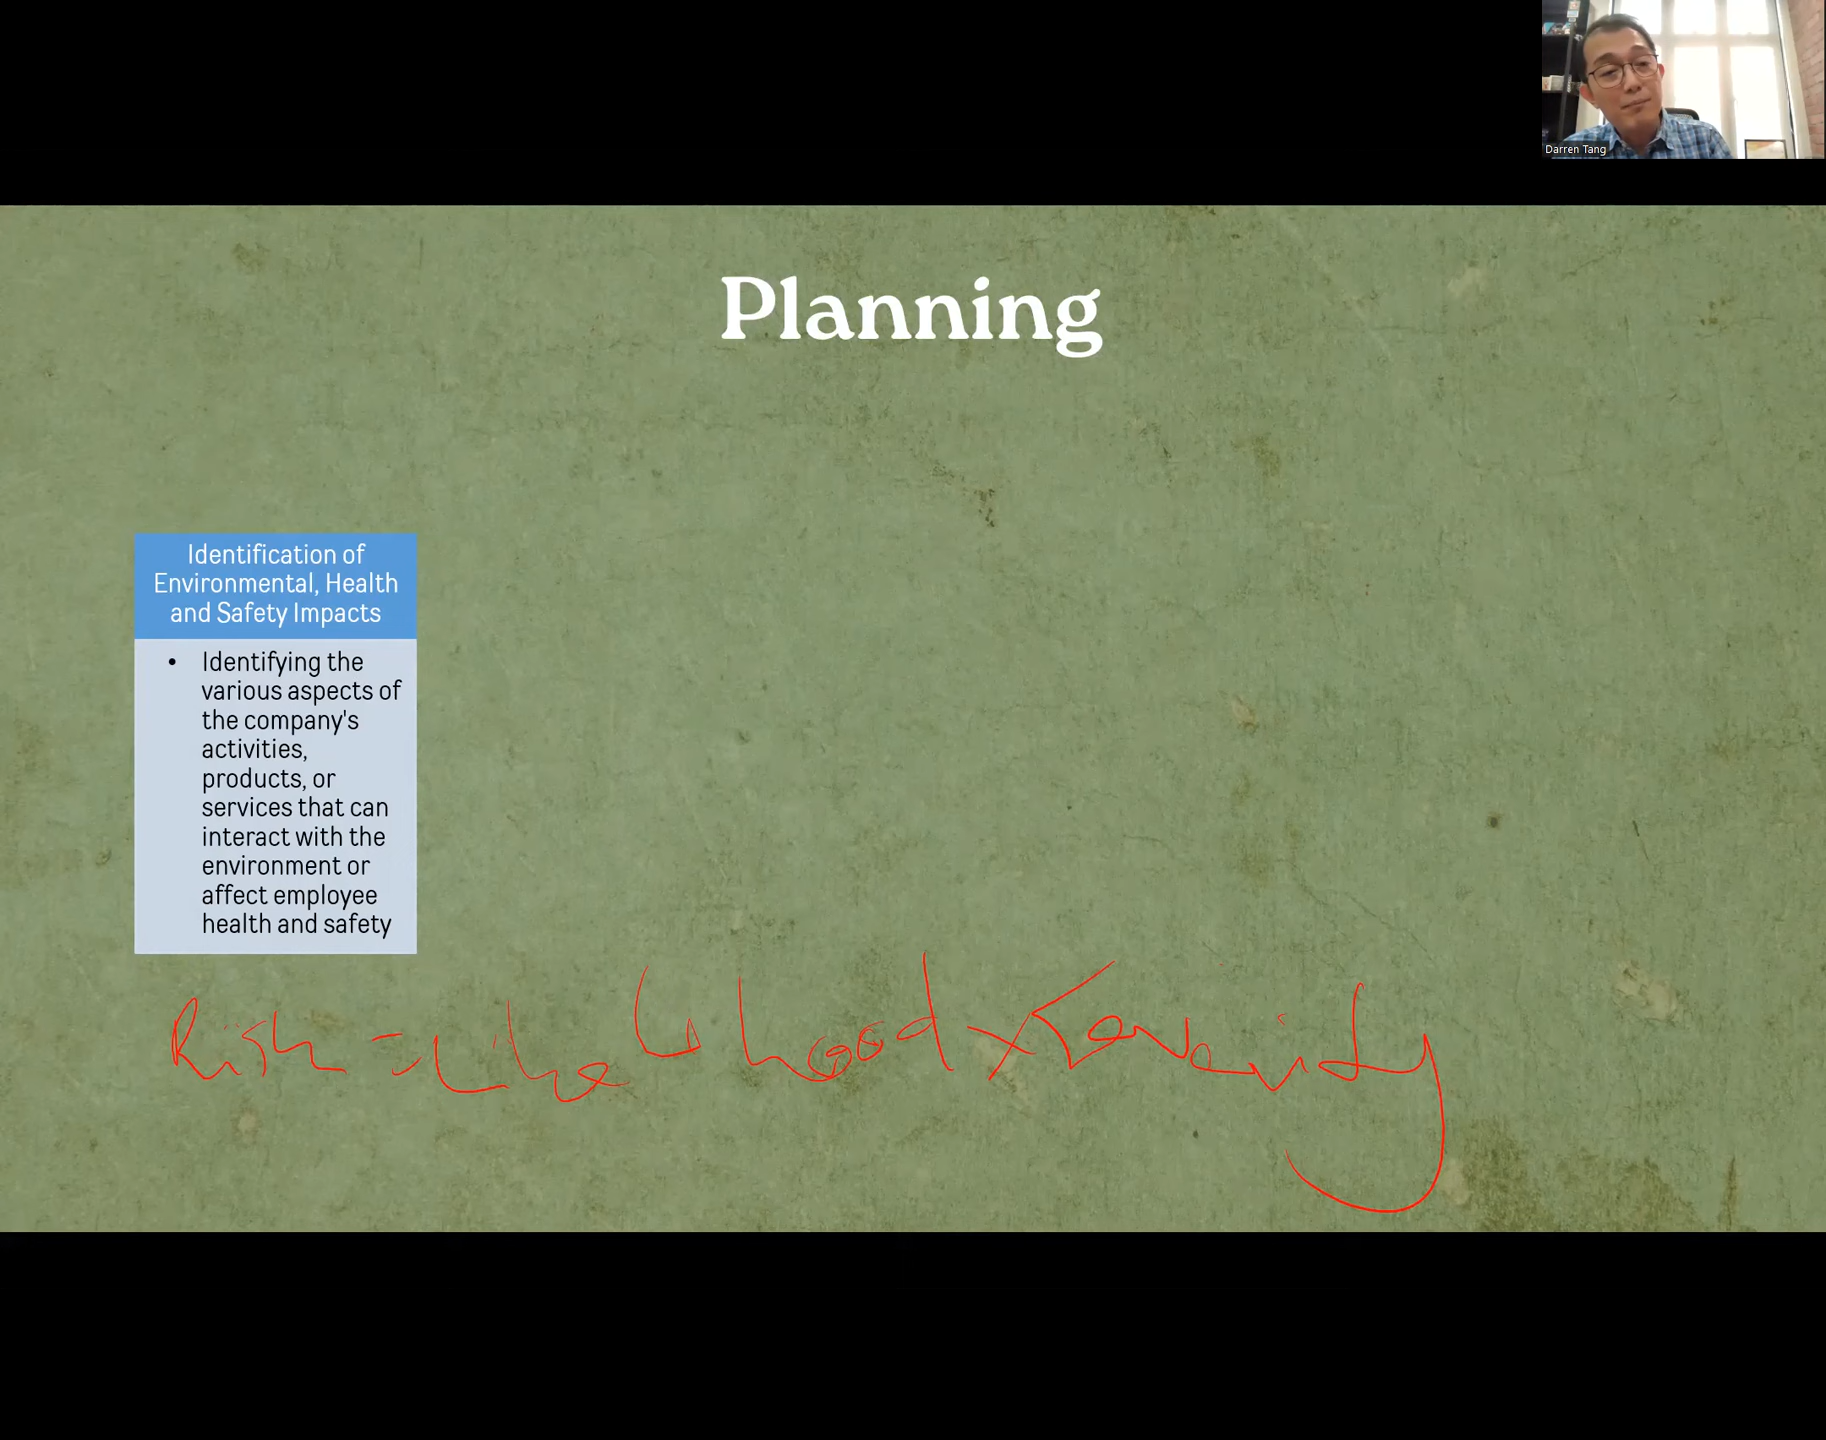 Darren Tang
Planning
Identification of
Environmental, Health
and Safety Impacts
• Identifying the
various aspects of
the company's
activities,
products, or
services that can
interact with the
environment or
affect employee
health and safety
Risk = Likelihood x Severity